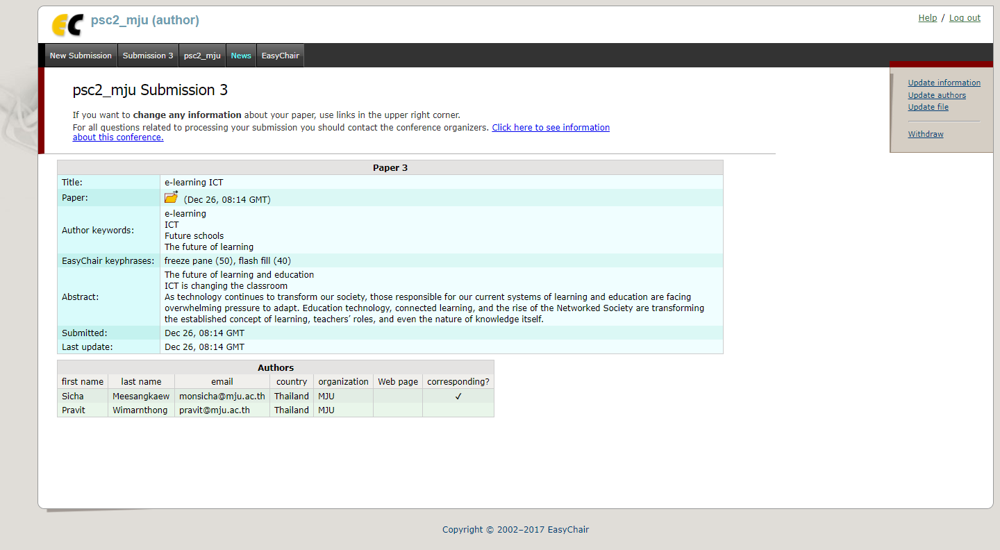 EC psc2_mju (author)
Help / Log out
New Submission Submission 3 psc2_mju News EasyChair
psc2_mju Submission 3
If you want to change any information about your paper, use links in the upper right corner.
For all questions related to processing your submission you should contact the conference organizers. Click here to see information
about this conference.
Update information
Update authors
Update file
Withdraw
Paper 3
Title: e-learning ICT
Paper: (Dec 26, 08:14 GMT)
Author keywords:
e-learning
ICT
Future schools
The future of learning
EasyChair keyphrases: freeze pane (50), flash fill (40)
Abstract:
The future of learning and education
ICT is changing the classroom
As technology continues to transform our society, those responsible for our current systems of learning and education are facing
overwhelming pressure to adapt. Education technology, connected learning, and the rise of the Networked Society are transforming
the established concept of learning, teachers’ roles, and even the nature of knowledge itself.
Submitted: Dec 26, 08:14 GMT
Last update: Dec 26, 08:14 GMT
Authors
first name last name email country organization Web page corresponding?
Sicha Meesangkaew monsicha@mju.ac.th Thailand MJU ✓
Pravit Wimarnthong pravit@mju.ac.th Thailand MJU
Copyright © 2002–2017 EasyChair